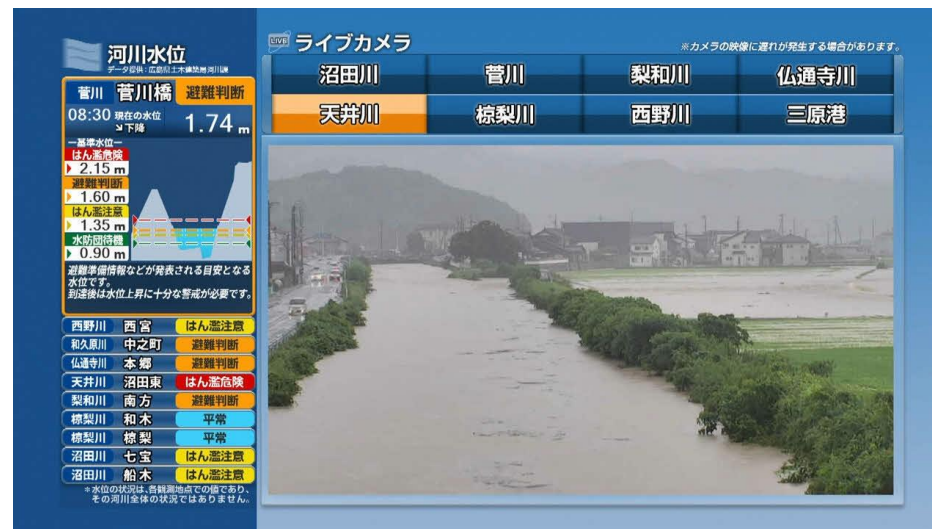 河川水位
データ提供：広島県土木建築局河川課
菅川 菅川橋 避難判断
08:30 現在の水位
下降
1.74 m
基準水位
はん濫危険
2.15 m
避難判断
1.60 m
はん濫注意
1.35 m
水防団待機
0.90 m
避難準備情報などが発表される目安となる
水位です。
到達後は水位上昇に十分な警戒が必要です。
西野川 西宮 はん濫注意
和久原川 中之町 避難判断
仏通寺川 本郷 避難判断
天井川 沼田東 はん濫危険
梨和川 南方 避難判断
椋梨川 和木 平常
椋梨川 椋梨 平常
沼田川 七宝 はん濫注意
沼田川 船木 はん濫注意
※水位の状況は、各観測地点での値であり、
その河川全体の状況ではありません。
LIVE ライブカメラ
※カメラの映像に遅れが発生する場合があります。
沼田川 菅川 梨和川 仏通寺川
天井川 椋梨川 西野川 三原港